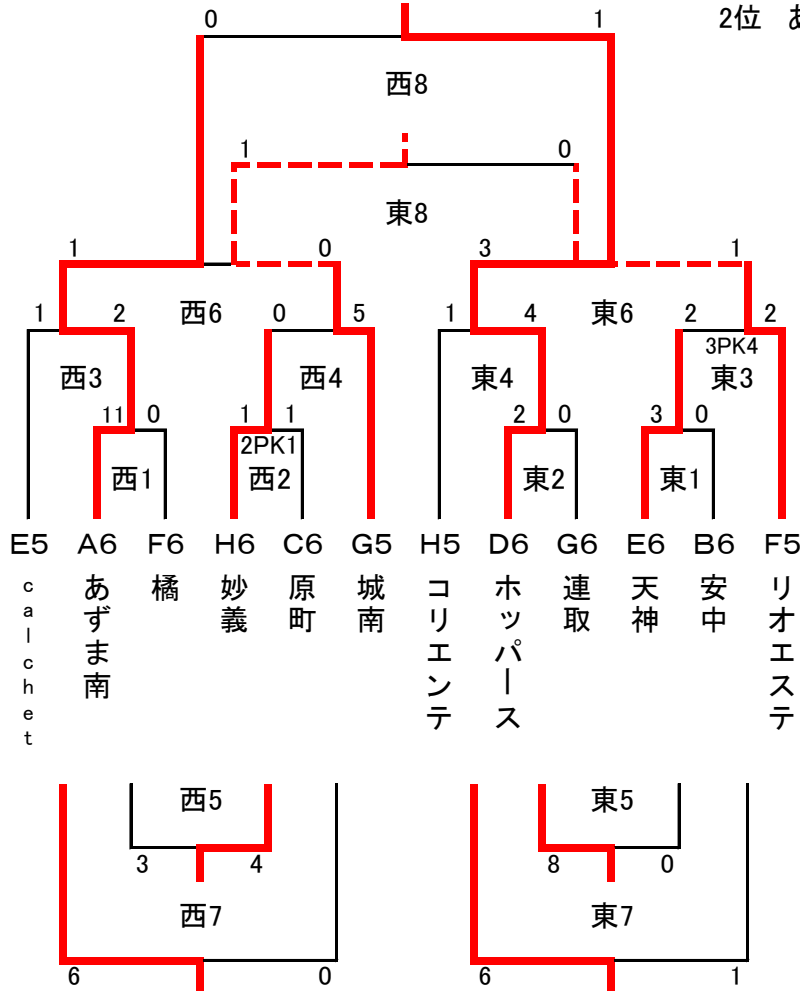 0 1 2位 あ
西8
1 0
東8
1 0 3 1
西6 東6
1 2 0 5 1 4 2 2
3PK4
西3 西4 東4 東3
11 0 1 1 2 0 3 0
2PK1
西1 西2 東2 東1
E5 A6 F6 H6 C6 G5 H5 D6 G6 E6 B6 F5
calchet
あずま南
橘
妙義
原町
城南
コリエンテ
ホッパース
連取
天神
安中
リオエステ
西5 東5
3 4 8 0
西7 東7
6 0 6 1